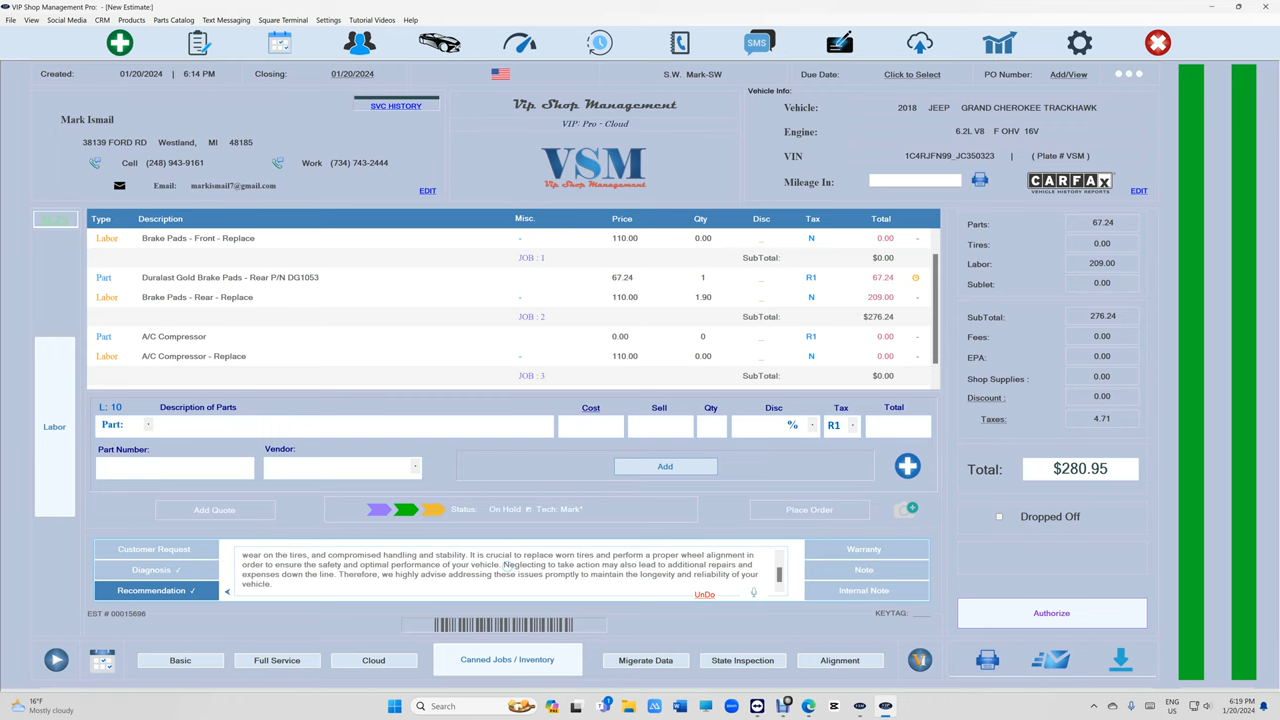 VIP Shop Management Pro: - [New Estimate:]
File View Social Media CRM Products Parts Catalog Text Messaging Square Terminal Settings Tutorial Videos Help
SMS
Created: 01/20/2024 | 6:14 PM Closing: 01/20/2024 S.W. Mark-SW Due Date: Click to Select PO Number: Add/View
SVC HISTORY
Mark Ismail
38139 FORD RD Westland, MI 48185
Cell (248) 943-9161 Work (734) 743-2444
Email: markismail7@gmail.com
EDIT
Vip Shop Management
VIP: Pro - Cloud
VSM
Vip Shop Management
Vehicle Info:
Vehicle: 2018 JEEP GRAND CHEROKEE TRACKHAWK
Engine: 6.2L V8 F OHV 16V
VIN 1C4RJFN99_JC350323 | ( Plate # VSM )
Mileage In:
CARFAX
VEHICLE HISTORY REPORTS
EDIT
Type Description Misc. Price Qty Disc Tax Total
Labor Brake Pads - Front - Replace - 110.00 0.00 _ N 0.00 -
JOB : 1 SubTotal: $0.00
Part Duralast Gold Brake Pads - Rear P/N DG1053 67.24 1 _ R1 67.24
Labor Brake Pads - Rear - Replace - 110.00 1.90 _ N 209.00 -
JOB : 2 SubTotal: $276.24
Part A/C Compressor 0.00 0 _ R1 0.00 -
Labor A/C Compressor - Replace - 110.00 0.00 _ N 0.00 -
JOB : 3 SubTotal: $0.00
Labor
L: 10 Description of Parts Cost Sell Qty Disc Tax Total
Part: % R1
Part Number: Vendor:
Add
Add Quote Status: On Hold Tech: Mark* Place Order
Customer Request
Diagnosis ✓
Recommendation ✓
wear on the tires, and compromised handling and stability. It is crucial to replace worn tires and perform a proper wheel alignment in
order to ensure the safety and optimal performance of your vehicle. Neglecting to take action may also lead to additional repairs and
expenses down the line. Therefore, we highly advise addressing these issues promptly to maintain the longevity and reliability of your
vehicle.
UnDo
Warranty
Note
Internal Note
EST # 00015696 KEYTAG: ____
Parts: 67.24
Tires: 0.00
Labor: 209.00
Sublet: 0.00
SubTotal: 276.24
Fees: 0.00
EPA: 0.00
Shop Supplies : 0.00
Discount : 0.00
Taxes: 4.71
Total: $280.95
Dropped Off
Authorize
Basic Full Service Cloud Canned Jobs / Inventory Migerate Data State Inspection Alignment
16°F
Mostly cloudy
Search
ENG
US
6:19 PM
1/20/2024